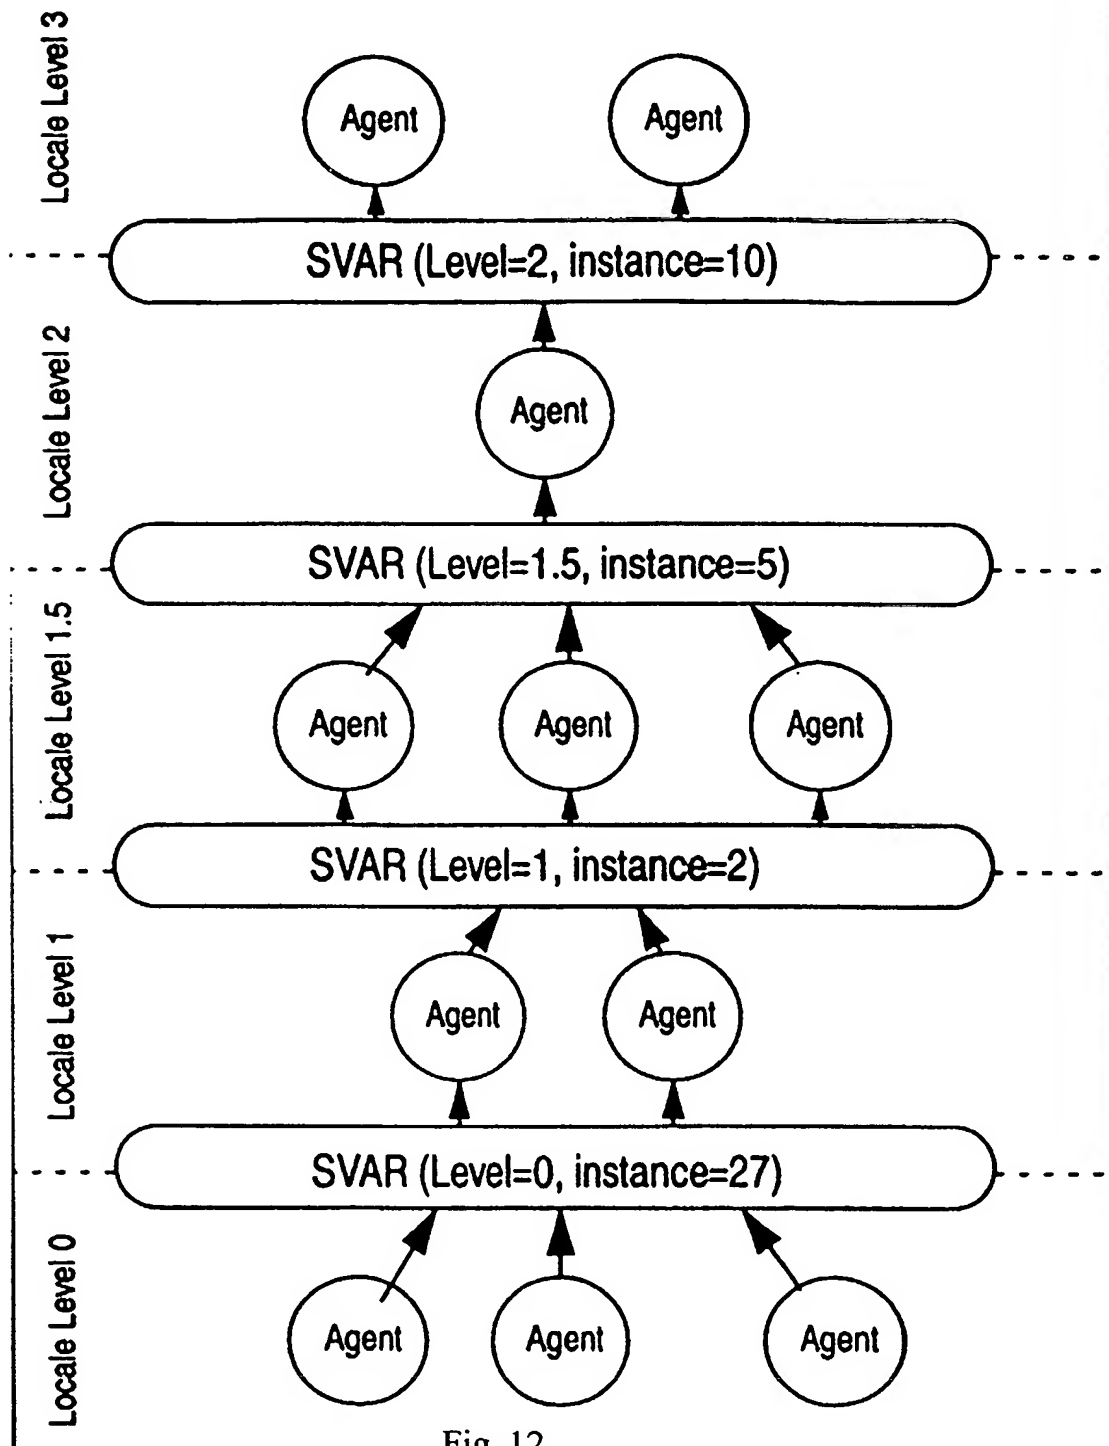 Locale Level 3
Agent
Agent
SVAR (Level=2, instance=10)
Locale Level 2
Agent
SVAR (Level=1.5, instance=5)
Locale Level 1.5
Agent
Agent
Agent
SVAR (Level=1, instance=2)
Locale Level 1
Agent
Agent
SVAR (Level=0, instance=27)
Locale Level 0
Agent
Agent
Agent
Fig. 12